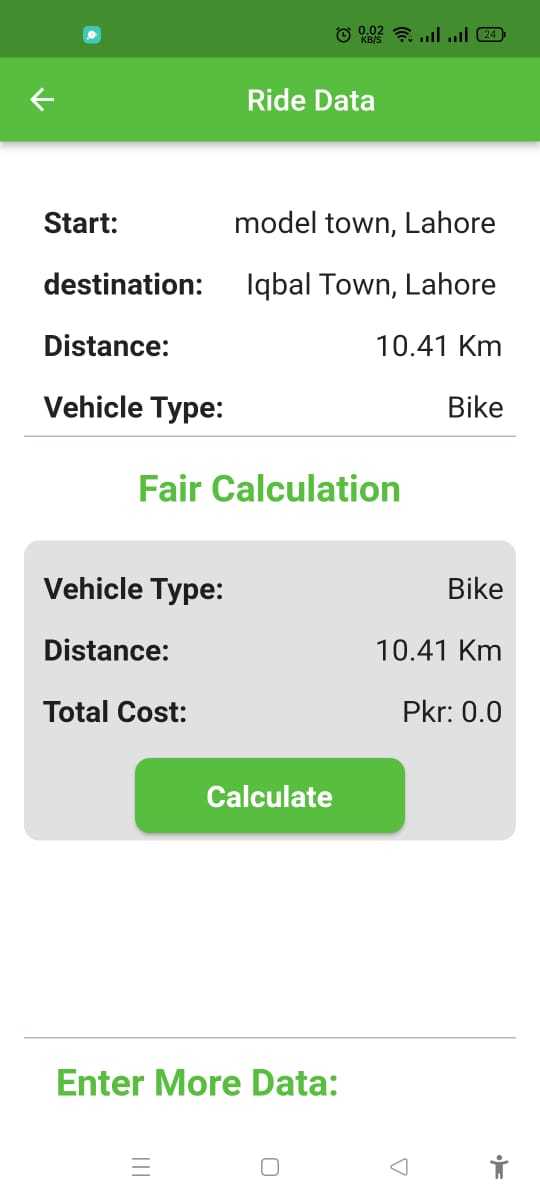 0.02
KB/S
24
Ride Data
Start: model town, Lahore
destination: Iqbal Town, Lahore
Distance: 10.41 Km
Vehicle Type: Bike
Fair Calculation
Vehicle Type: Bike
Distance: 10.41 Km
Total Cost: Pkr: 0.0
Calculate
Enter More Data: